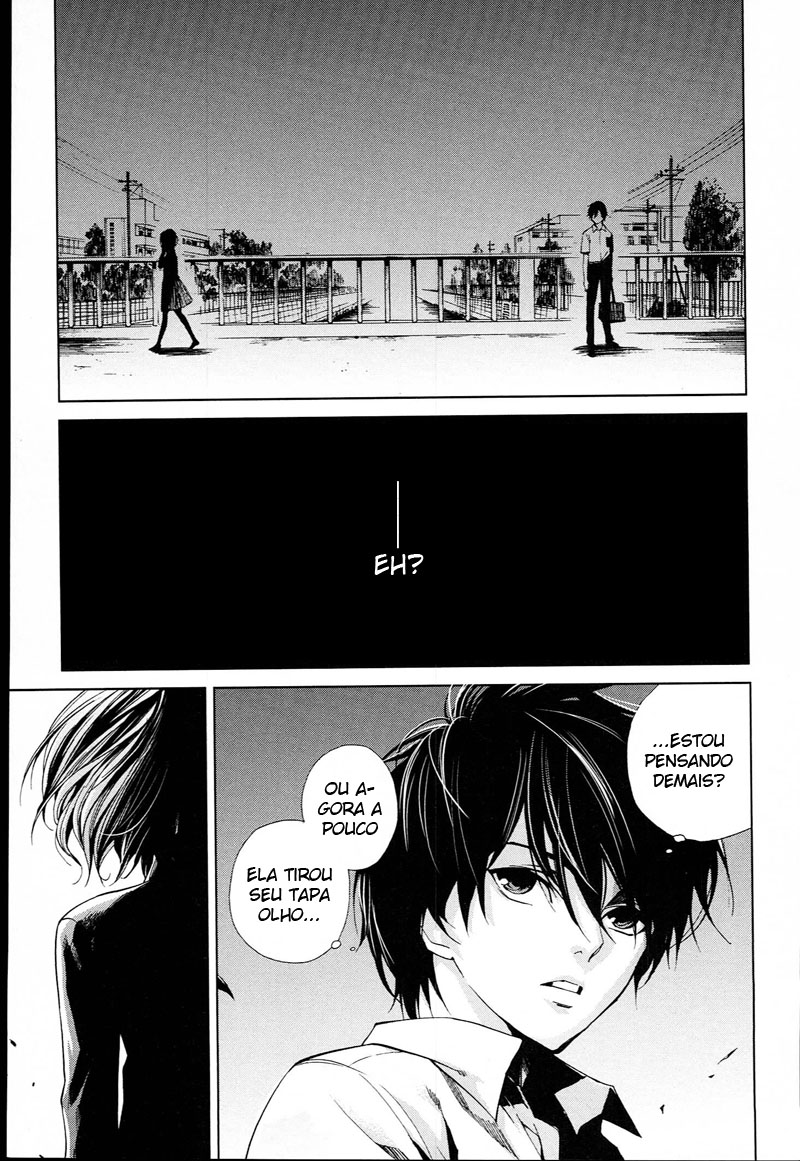 EH?
...ESTOU
PENSANDO
DEMAIS?
OU A-
GORA A
POUCO
ELA TIROU
SEU TAPA
OLHO...